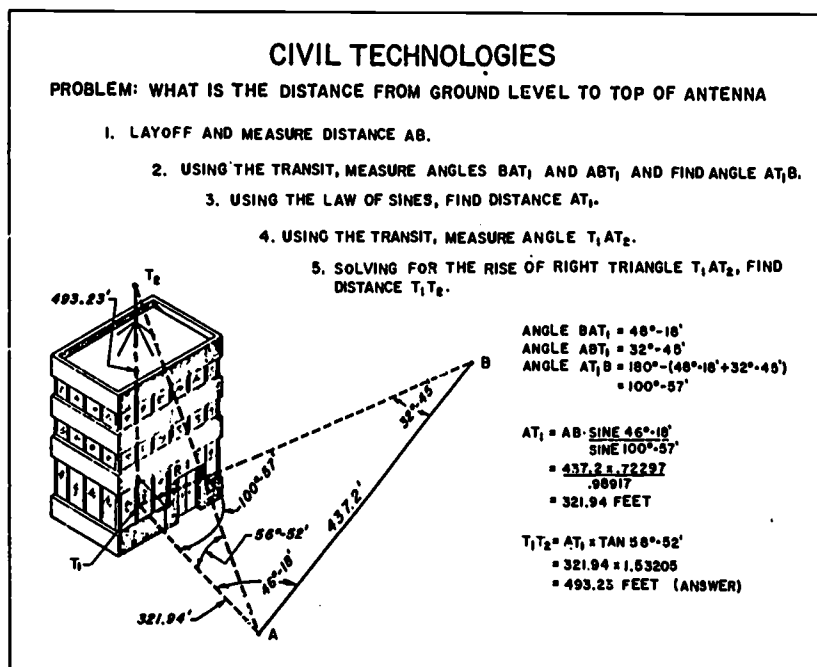 CIVIL TECHNOLOGIES
PROBLEM: WHAT IS THE DISTANCE FROM GROUND LEVEL TO TOP OF ANTENNA
1. LAYOFF AND MEASURE DISTANCE AB.
2. USING THE TRANSIT, MEASURE ANGLES BAT₁ AND ABT₁ AND FIND ANGLE AT₁B.
3. USING THE LAW OF SINES, FIND DISTANCE AT₁.
4. USING THE TRANSIT, MEASURE ANGLE T₁AT₂.
5. SOLVING FOR THE RISE OF RIGHT TRIANGLE T₁AT₂, FIND
DISTANCE T₁T₂.
T₂
493.23'
B
32°-45'
100°-57'
437.2'
56°-52'
T₁
46°-18'
321.94'
A
ANGLE BAT₁ = 46°-18'
ANGLE ABT₁ = 32°-45'
ANGLE AT₁B = 180°-(46°-18'+32°-45')
= 100°-57'
AT₁ = AB · SINE 46°-18'
SINE 100°-57'
= 437.2 x .72297
.98917
= 321.94 FEET
T₁T₂ = AT₁ x TAN 56°-52'
= 321.94 x 1.53205
= 493.23 FEET (ANSWER)